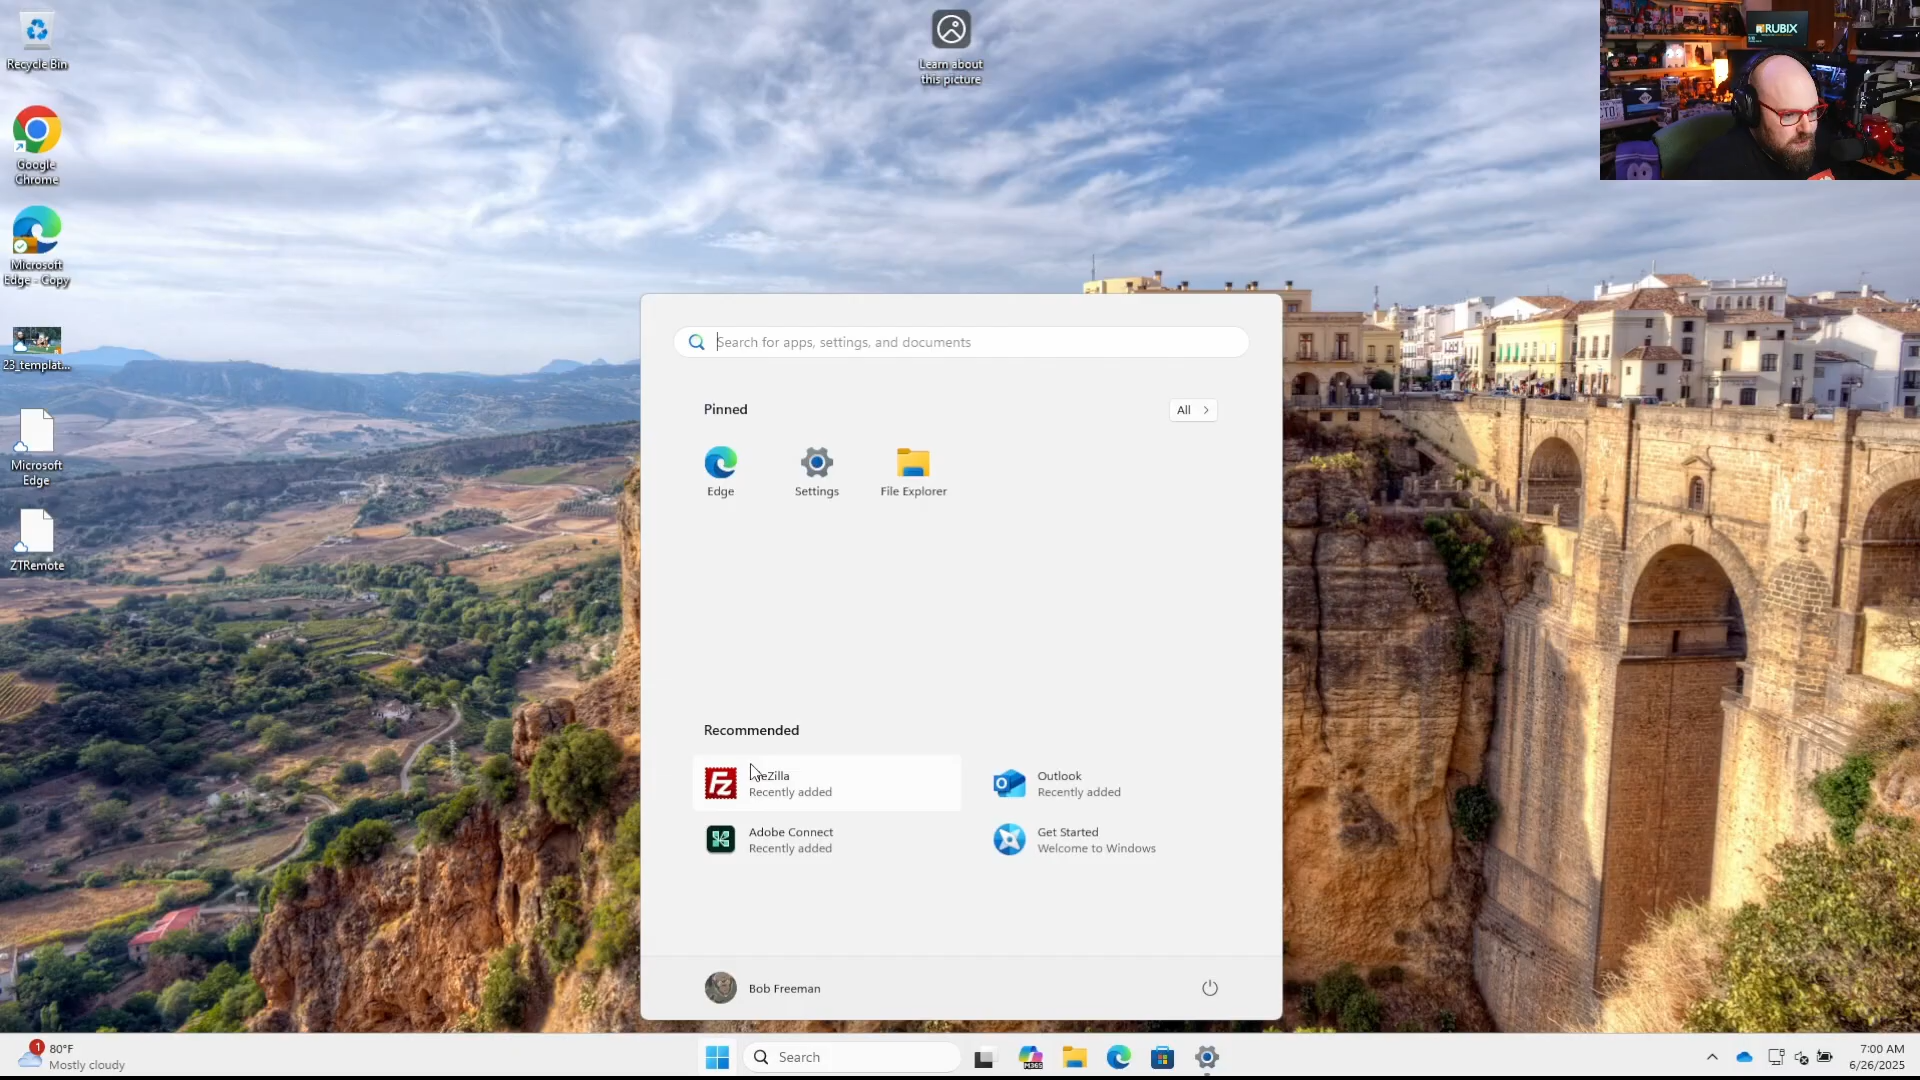 Recycle Bin
Learn about
this picture
RUBIX
Google
Chrome
Microsoft
Edge - Copy
23_templat...
Microsoft
Edge
ZTRemote
Search for apps, settings, and documents
Pinned
All
Edge
Settings
File Explorer
Recommended
Recently added
Outlook
Recently added
Adobe Connect
Recently added
Get Started
Welcome to Windows
Bob Freeman
1
80°F
Mostly cloudy
Search
M365
7:00 AM
6/26/2025